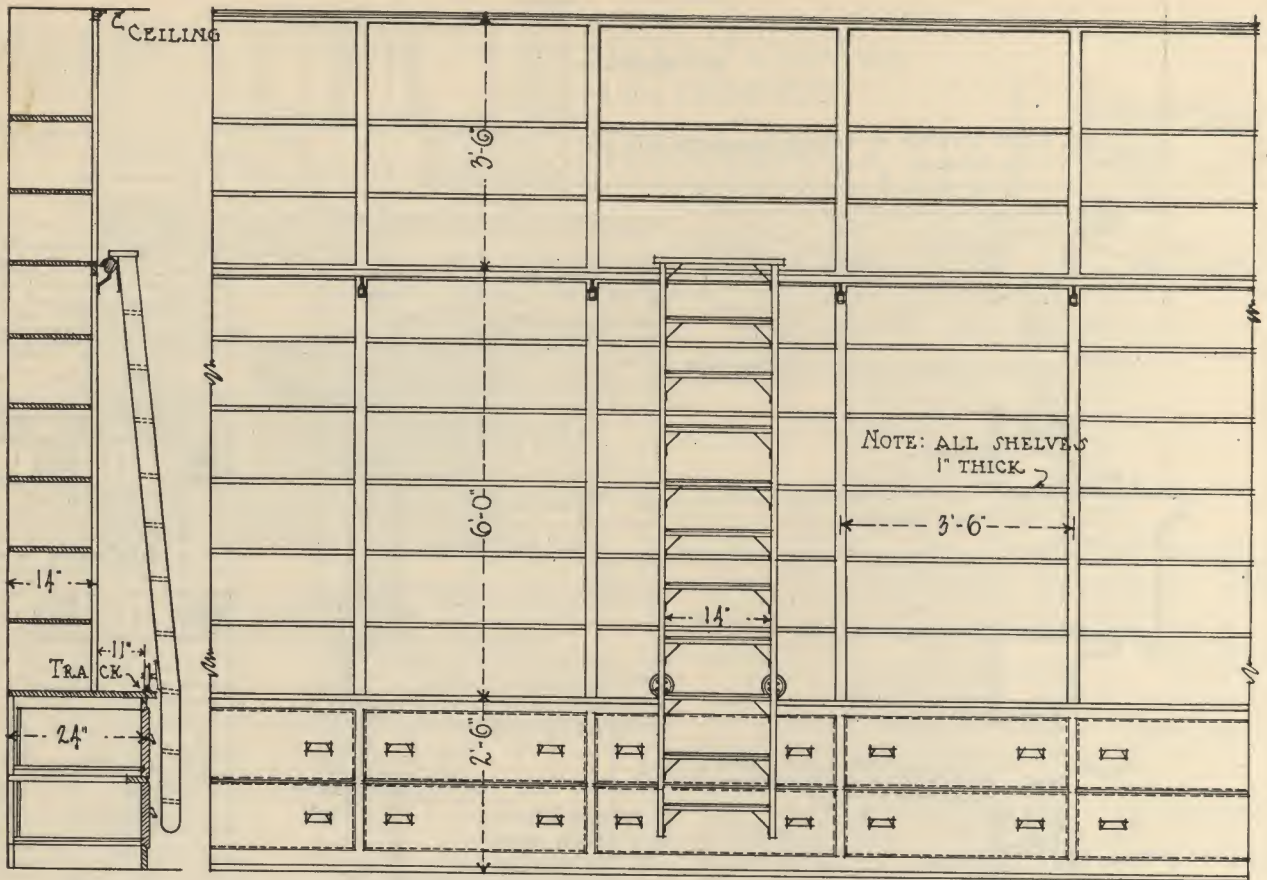 CEILING
3'-6"
NOTE: ALL SHELVES
1" THICK
6'-0"
3'-6"
14"
14"
11"
TRACK
24"
2'-6"